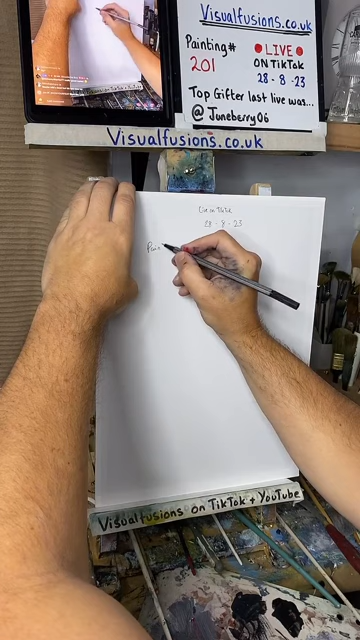 Visualfusions.co.uk
Painting#
201
LIVE
ON TikTok
28 - 8 - 23
Top Gifter last live was...
@Juneberry06
Visualfusions.co.uk
Live on TikTok
28 - 8 - 23
Pain
Visualfusions on TikTok + YouTube